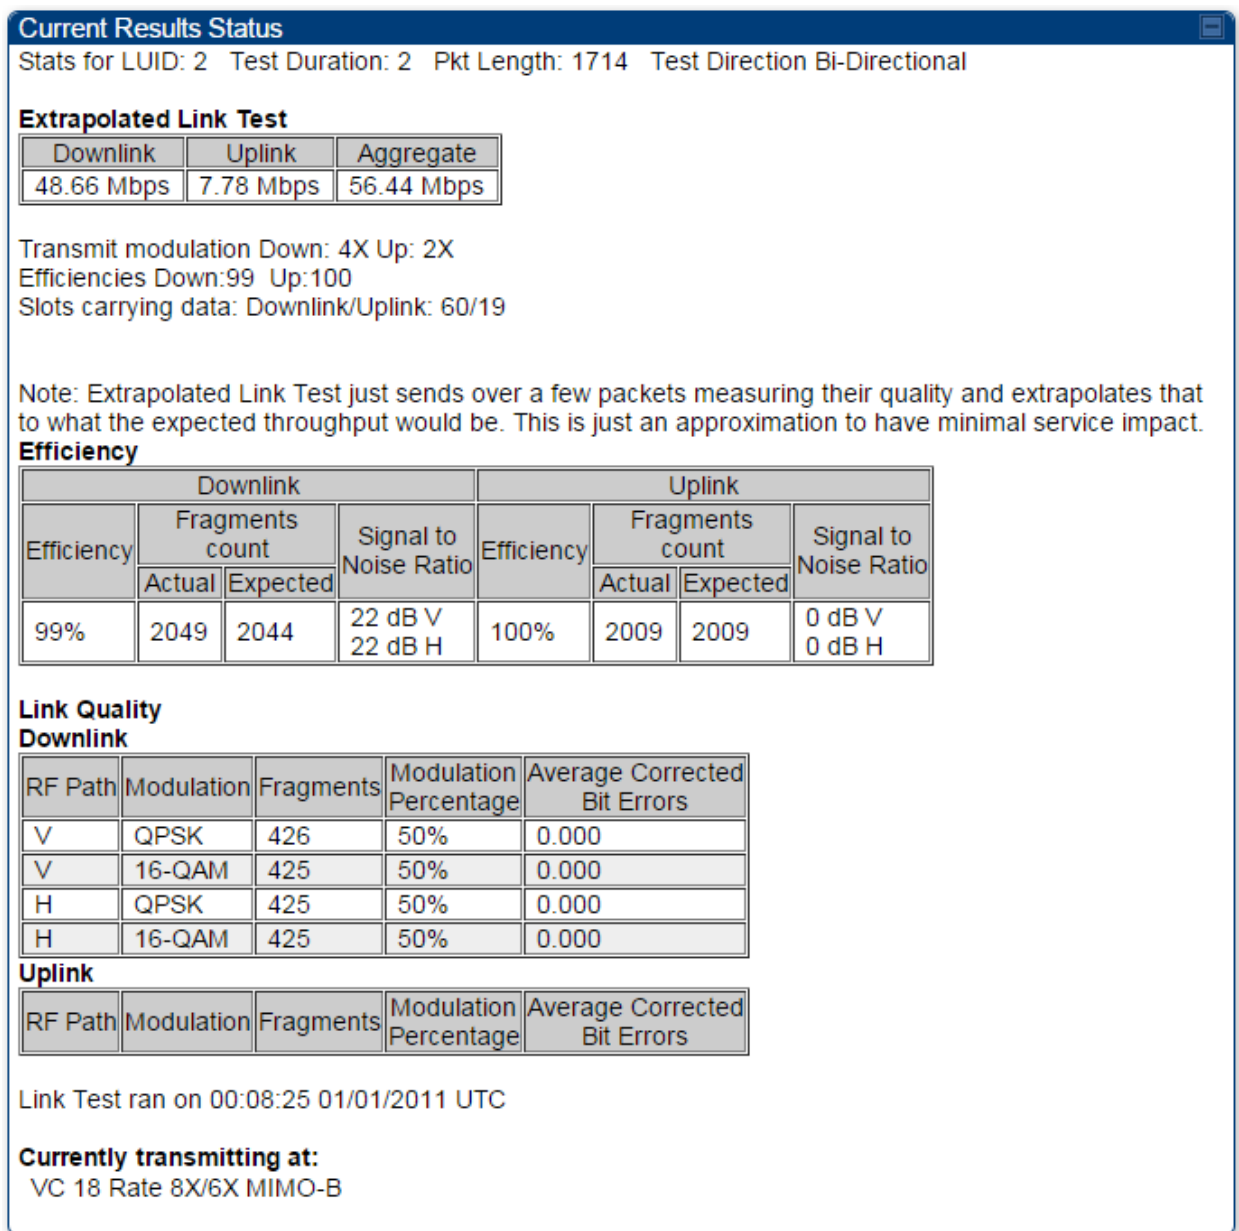 Current Results Status
Stats for LUID: 2 Test Duration: 2 Pkt Length: 1714 Test Direction Bi-Directional
Extrapolated Link Test
Downlink Uplink Aggregate
48.66 Mbps 7.78 Mbps 56.44 Mbps
Transmit modulation Down: 4X Up: 2X
Efficiencies Down:99 Up:100
Slots carrying data: Downlink/Uplink: 60/19
Note: Extrapolated Link Test just sends over a few packets measuring their quality and extrapolates that
to what the expected throughput would be. This is just an approximation to have minimal service impact.
Efficiency
Downlink Uplink
Efficiency Fragments count Signal to Noise Ratio Efficiency Fragments count Signal to Noise Ratio
Actual Expected Actual Expected
99% 2049 2044 22 dB V 22 dB H 100% 2009 2009 0 dB V 0 dB H
Link Quality
Downlink
RF Path Modulation Fragments Modulation Percentage Average Corrected Bit Errors
V QPSK 426 50% 0.000
V 16-QAM 425 50% 0.000
H QPSK 425 50% 0.000
H 16-QAM 425 50% 0.000
Uplink
RF Path Modulation Fragments Modulation Percentage Average Corrected Bit Errors
Link Test ran on 00:08:25 01/01/2011 UTC
Currently transmitting at:
VC 18 Rate 8X/6X MIMO-B